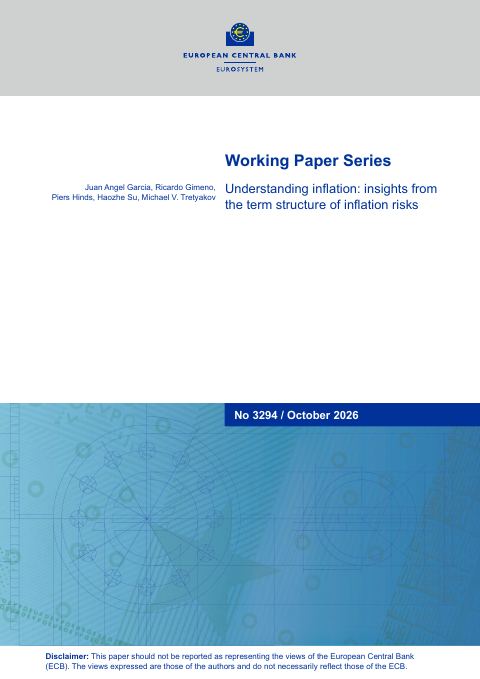 EUROPEAN CENTRAL BANK
EUROSYSTEM
Working Paper Series
Juan Angel Garcia, Ricardo Gimeno,
Piers Hinds, Haozhe Su, Michael V. Tretyakov
Understanding inflation: insights from
the term structure of inflation risks
No 3294 / October 2026
Disclaimer: This paper should not be reported as representing the views of the European Central Bank
(ECB). The views expressed are those of the authors and do not necessarily reflect those of the ECB.